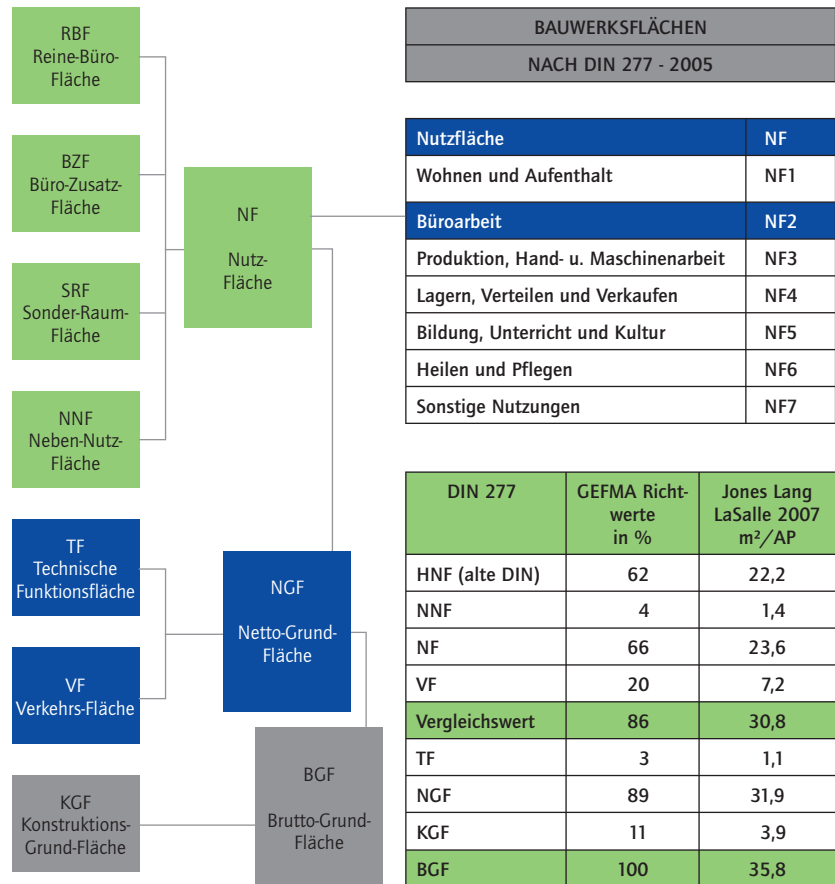 RBF
Reine-Büro-
Fläche
BZF
Büro-Zusatz-
Fläche
SRF
Sonder-Raum-
Fläche
NNF
Neben-Nutz-
Fläche
TF
Technische
Funktionsfläche
VF
Verkehrs-Fläche
KGF
Konstruktions-
Grund-Fläche
NF
Nutz-
Fläche
NGF
Netto-Grund-
Fläche
BGF
Brutto-Grund-
Fläche
BAUWERKSFLÄCHEN
NACH DIN 277 - 2005
Nutzfläche NF
Wohnen und Aufenthalt NF1
Büroarbeit NF2
Produktion, Hand- u. Maschinenarbeit NF3
Lagern, Verteilen und Verkaufen NF4
Bildung, Unterricht und Kultur NF5
Heilen und Pflegen NF6
Sonstige Nutzungen NF7
DIN 277 GEFMA Richt- Jones Lang
werte LaSalle 2007
in % m²/AP
HNF (alte DIN) 62 22,2
NNF 4 1,4
NF 66 23,6
VF 20 7,2
Vergleichswert 86 30,8
TF 3 1,1
NGF 89 31,9
KGF 11 3,9
BGF 100 35,8